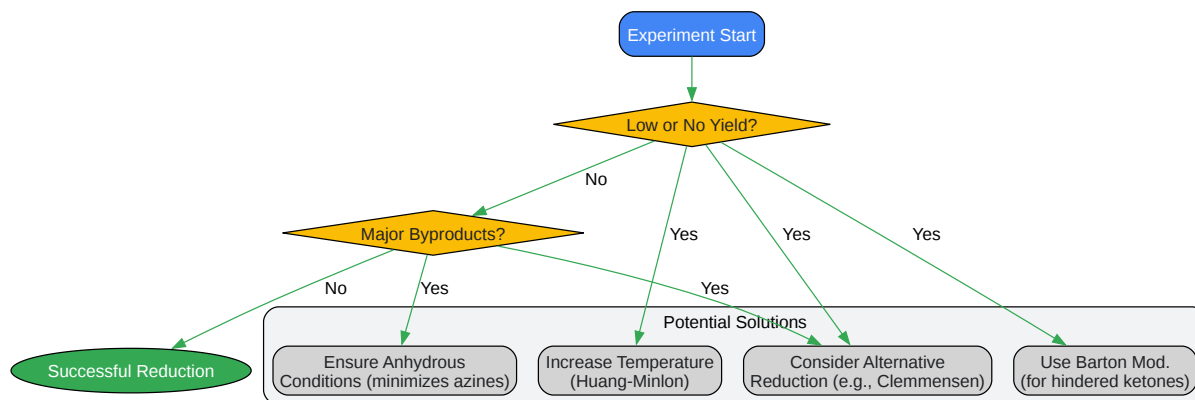 Experiment Start
Low or No Yield?
No
Major Byproducts?
Yes
Yes
Yes
No
Yes
Yes
Potential Solutions
Successful Reduction
Ensure Anhydrous
Conditions (minimizes azines)
Increase Temperature
(Huang-Minlon)
Consider Alternative
Reduction (e.g., Clemmensen)
Use Barton Mod.
(for hindered ketones)